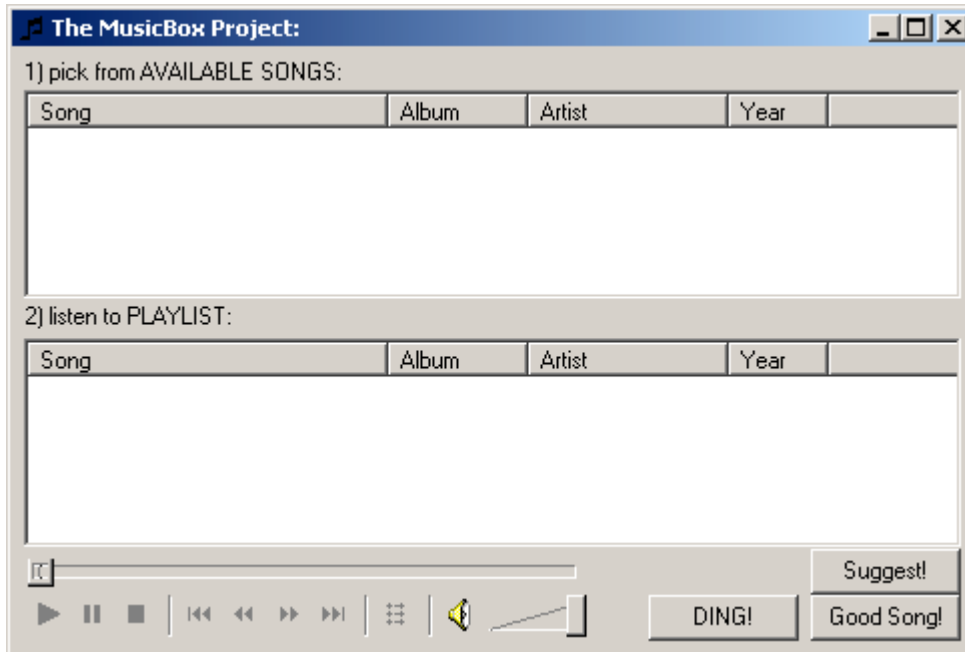 The MusicBox Project:
1) pick from AVAILABLE SONGS:
Song Album Artist Year
2) listen to PLAYLIST:
Song Album Artist Year
Suggest!
DING! Good Song!